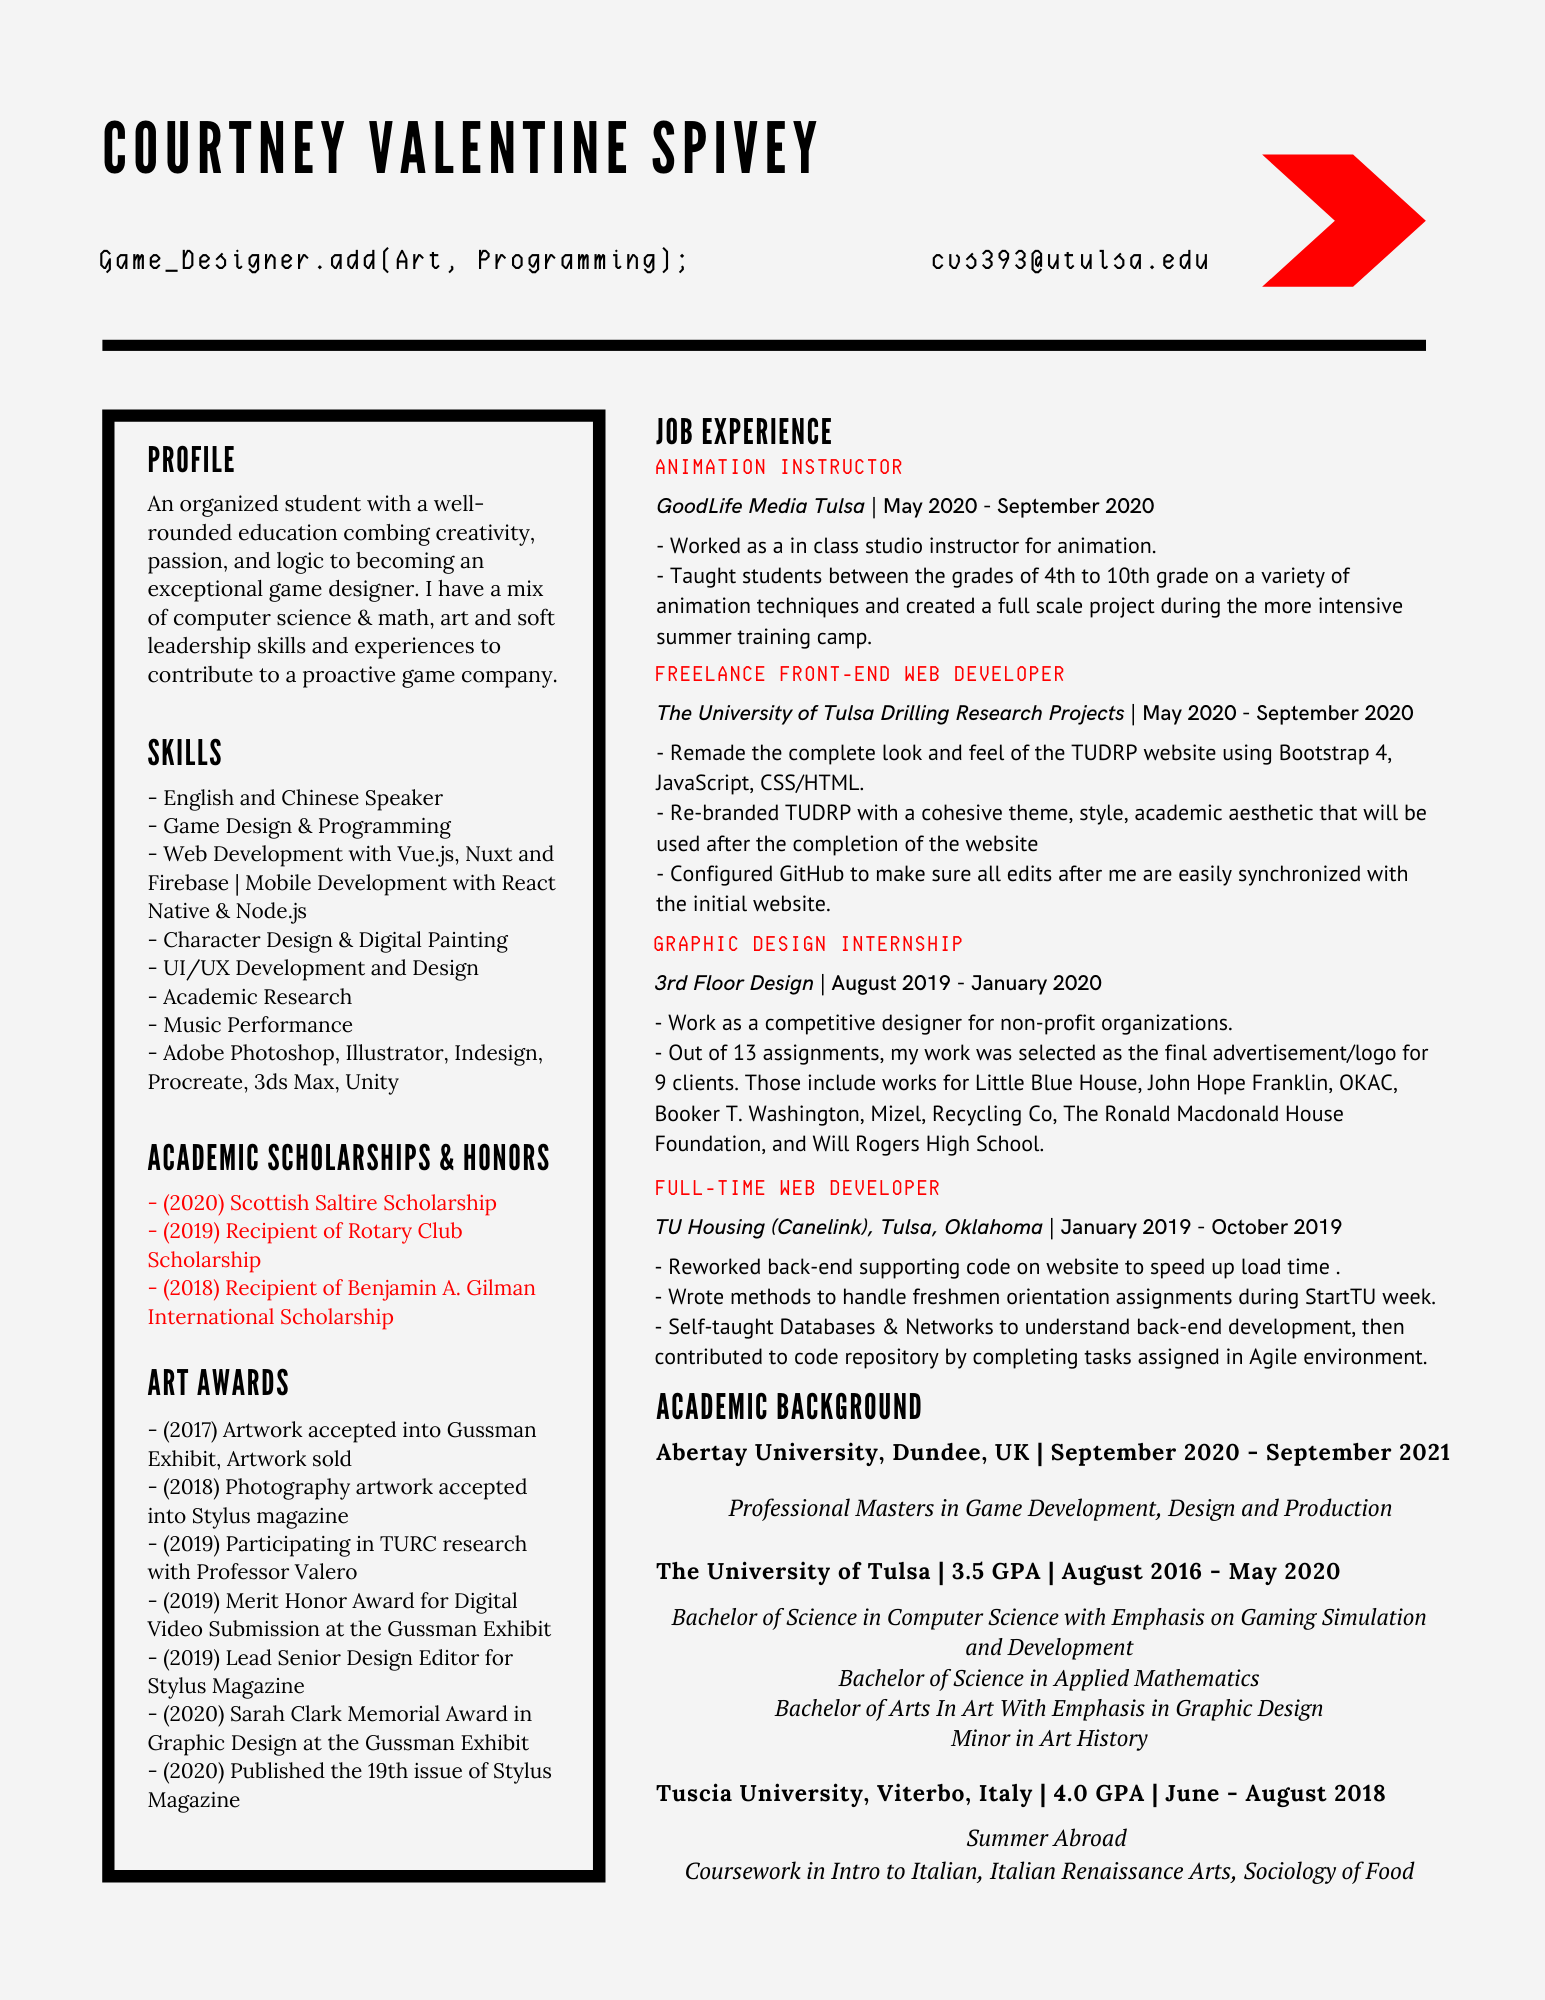 COURTNEY VALENTINE SPIVEY
Game_Designer.add(Art, Programming);
cvs393@utulsa.edu
PROFILE
An organized student with a well-
rounded education combing creativity,
passion, and logic to becoming an
exceptional game designer. I have a mix
of computer science & math, art and soft
leadership skills and experiences to
contribute to a proactive game company.
SKILLS
- English and Chinese Speaker
- Game Design & Programming
- Web Development with Vue.js, Nuxt and
Firebase | Mobile Development with React
Native & Node.js
- Character Design & Digital Painting
- UI/UX Development and Design
- Academic Research
- Music Performance
- Adobe Photoshop, Illustrator, Indesign,
Procreate, 3ds Max, Unity
ACADEMIC SCHOLARSHIPS & HONORS
- (2020) Scottish Saltire Scholarship
- (2019) Recipient of Rotary Club
Scholarship
- (2018) Recipient of Benjamin A. Gilman
International Scholarship
ART AWARDS
- (2017) Artwork accepted into Gussman
Exhibit, Artwork sold
- (2018) Photography artwork accepted
into Stylus magazine
- (2019) Participating in TURC research
with Professor Valero
- (2019) Merit Honor Award for Digital
Video Submission at the Gussman Exhibit
- (2019) Lead Senior Design Editor for
Stylus Magazine
- (2020) Sarah Clark Memorial Award in
Graphic Design at the Gussman Exhibit
- (2020) Published the 19th issue of Stylus
Magazine
JOB EXPERIENCE
ANIMATION INSTRUCTOR
GoodLife Media Tulsa | May 2020 - September 2020
- Worked as a in class studio instructor for animation.
- Taught students between the grades of 4th to 10th grade on a variety of
animation techniques and created a full scale project during the more intensive
summer training camp.
FREELANCE FRONT-END WEB DEVELOPER
The University of Tulsa Drilling Research Projects | May 2020 - September 2020
- Remade the complete look and feel of the TUDRP website using Bootstrap 4,
JavaScript, CSS/HTML.
- Re-branded TUDRP with a cohesive theme, style, academic aesthetic that will be
used after the completion of the website
- Configured GitHub to make sure all edits after me are easily synchronized with
the initial website.
GRAPHIC DESIGN INTERNSHIP
3rd Floor Design | August 2019 - January 2020
- Work as a competitive designer for non-profit organizations.
- Out of 13 assignments, my work was selected as the final advertisement/logo for
9 clients. Those include works for Little Blue House, John Hope Franklin, OKAC,
Booker T. Washington, Mizel, Recycling Co, The Ronald Macdonald House
Foundation, and Will Rogers High School.
FULL-TIME WEB DEVELOPER
TU Housing (Canelink), Tulsa, Oklahoma | January 2019 - October 2019
- Reworked back-end supporting code on website to speed up load time .
- Wrote methods to handle freshmen orientation assignments during StartTU week.
- Self-taught Databases & Networks to understand back-end development, then
contributed to code repository by completing tasks assigned in Agile environment.
ACADEMIC BACKGROUND
Abertay University, Dundee, UK | September 2020 - September 2021
Professional Masters in Game Development, Design and Production
The University of Tulsa | 3.5 GPA | August 2016 - May 2020
Bachelor of Science in Computer Science with Emphasis on Gaming Simulation
and Development
Bachelor of Science in Applied Mathematics
Bachelor of Arts In Art With Emphasis in Graphic Design
Minor in Art History
Tuscia University, Viterbo, Italy | 4.0 GPA | June - August 2018
Summer Abroad
Coursework in Intro to Italian, Italian Renaissance Arts, Sociology of Food